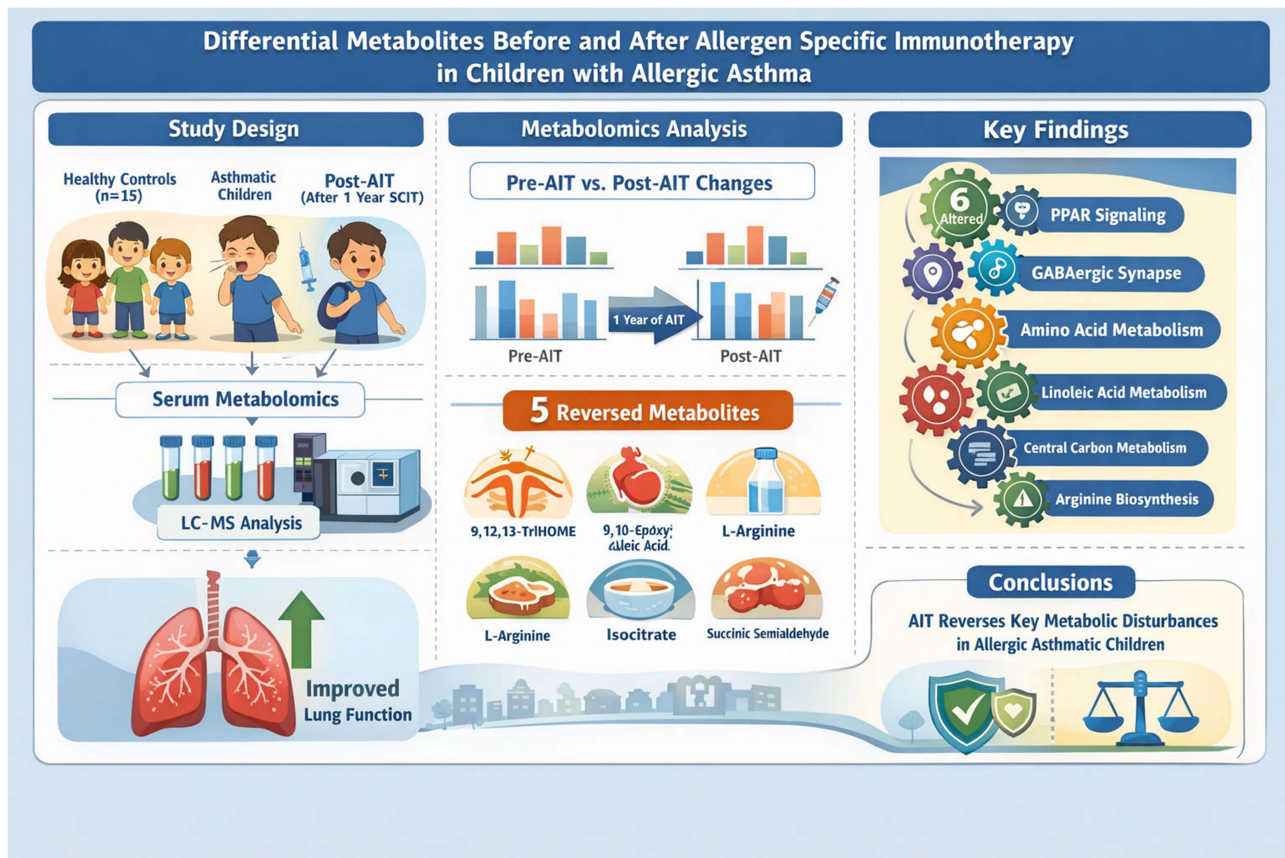 Differential Metabolites Before and After Allergen Specific Immunotherapy
in Children with Allergic Asthma
Study Design
Healthy Controls
(n=15)
Asthmatic
Children
Post-AIT
(After 1 Year SCIT)
Serum Metabolomics
LC-MS Analysis
Improved
Lung Function
Metabolomics Analysis
Pre-AIT vs. Post-AIT Changes
1 Year of AIT
Pre-AIT
Post-AIT
5 Reversed Metabolites
9,12,13-TriHOME
9,10-Epoxy;
Acid.
L-Arginine
L-Arginine
Isocitrate
Succinic Semialdehyde
Key Findings
6
Altered
PPAR Signaling
GABAergic Synapse
Amino Acid Metabolism
Linoleic Acid Metabolism
Central Carbon Metabolism
Arginine Biosynthesis
Conclusions
AIT Reverses Key Metabolic Disturbances
in Allergic Asthmatic Children